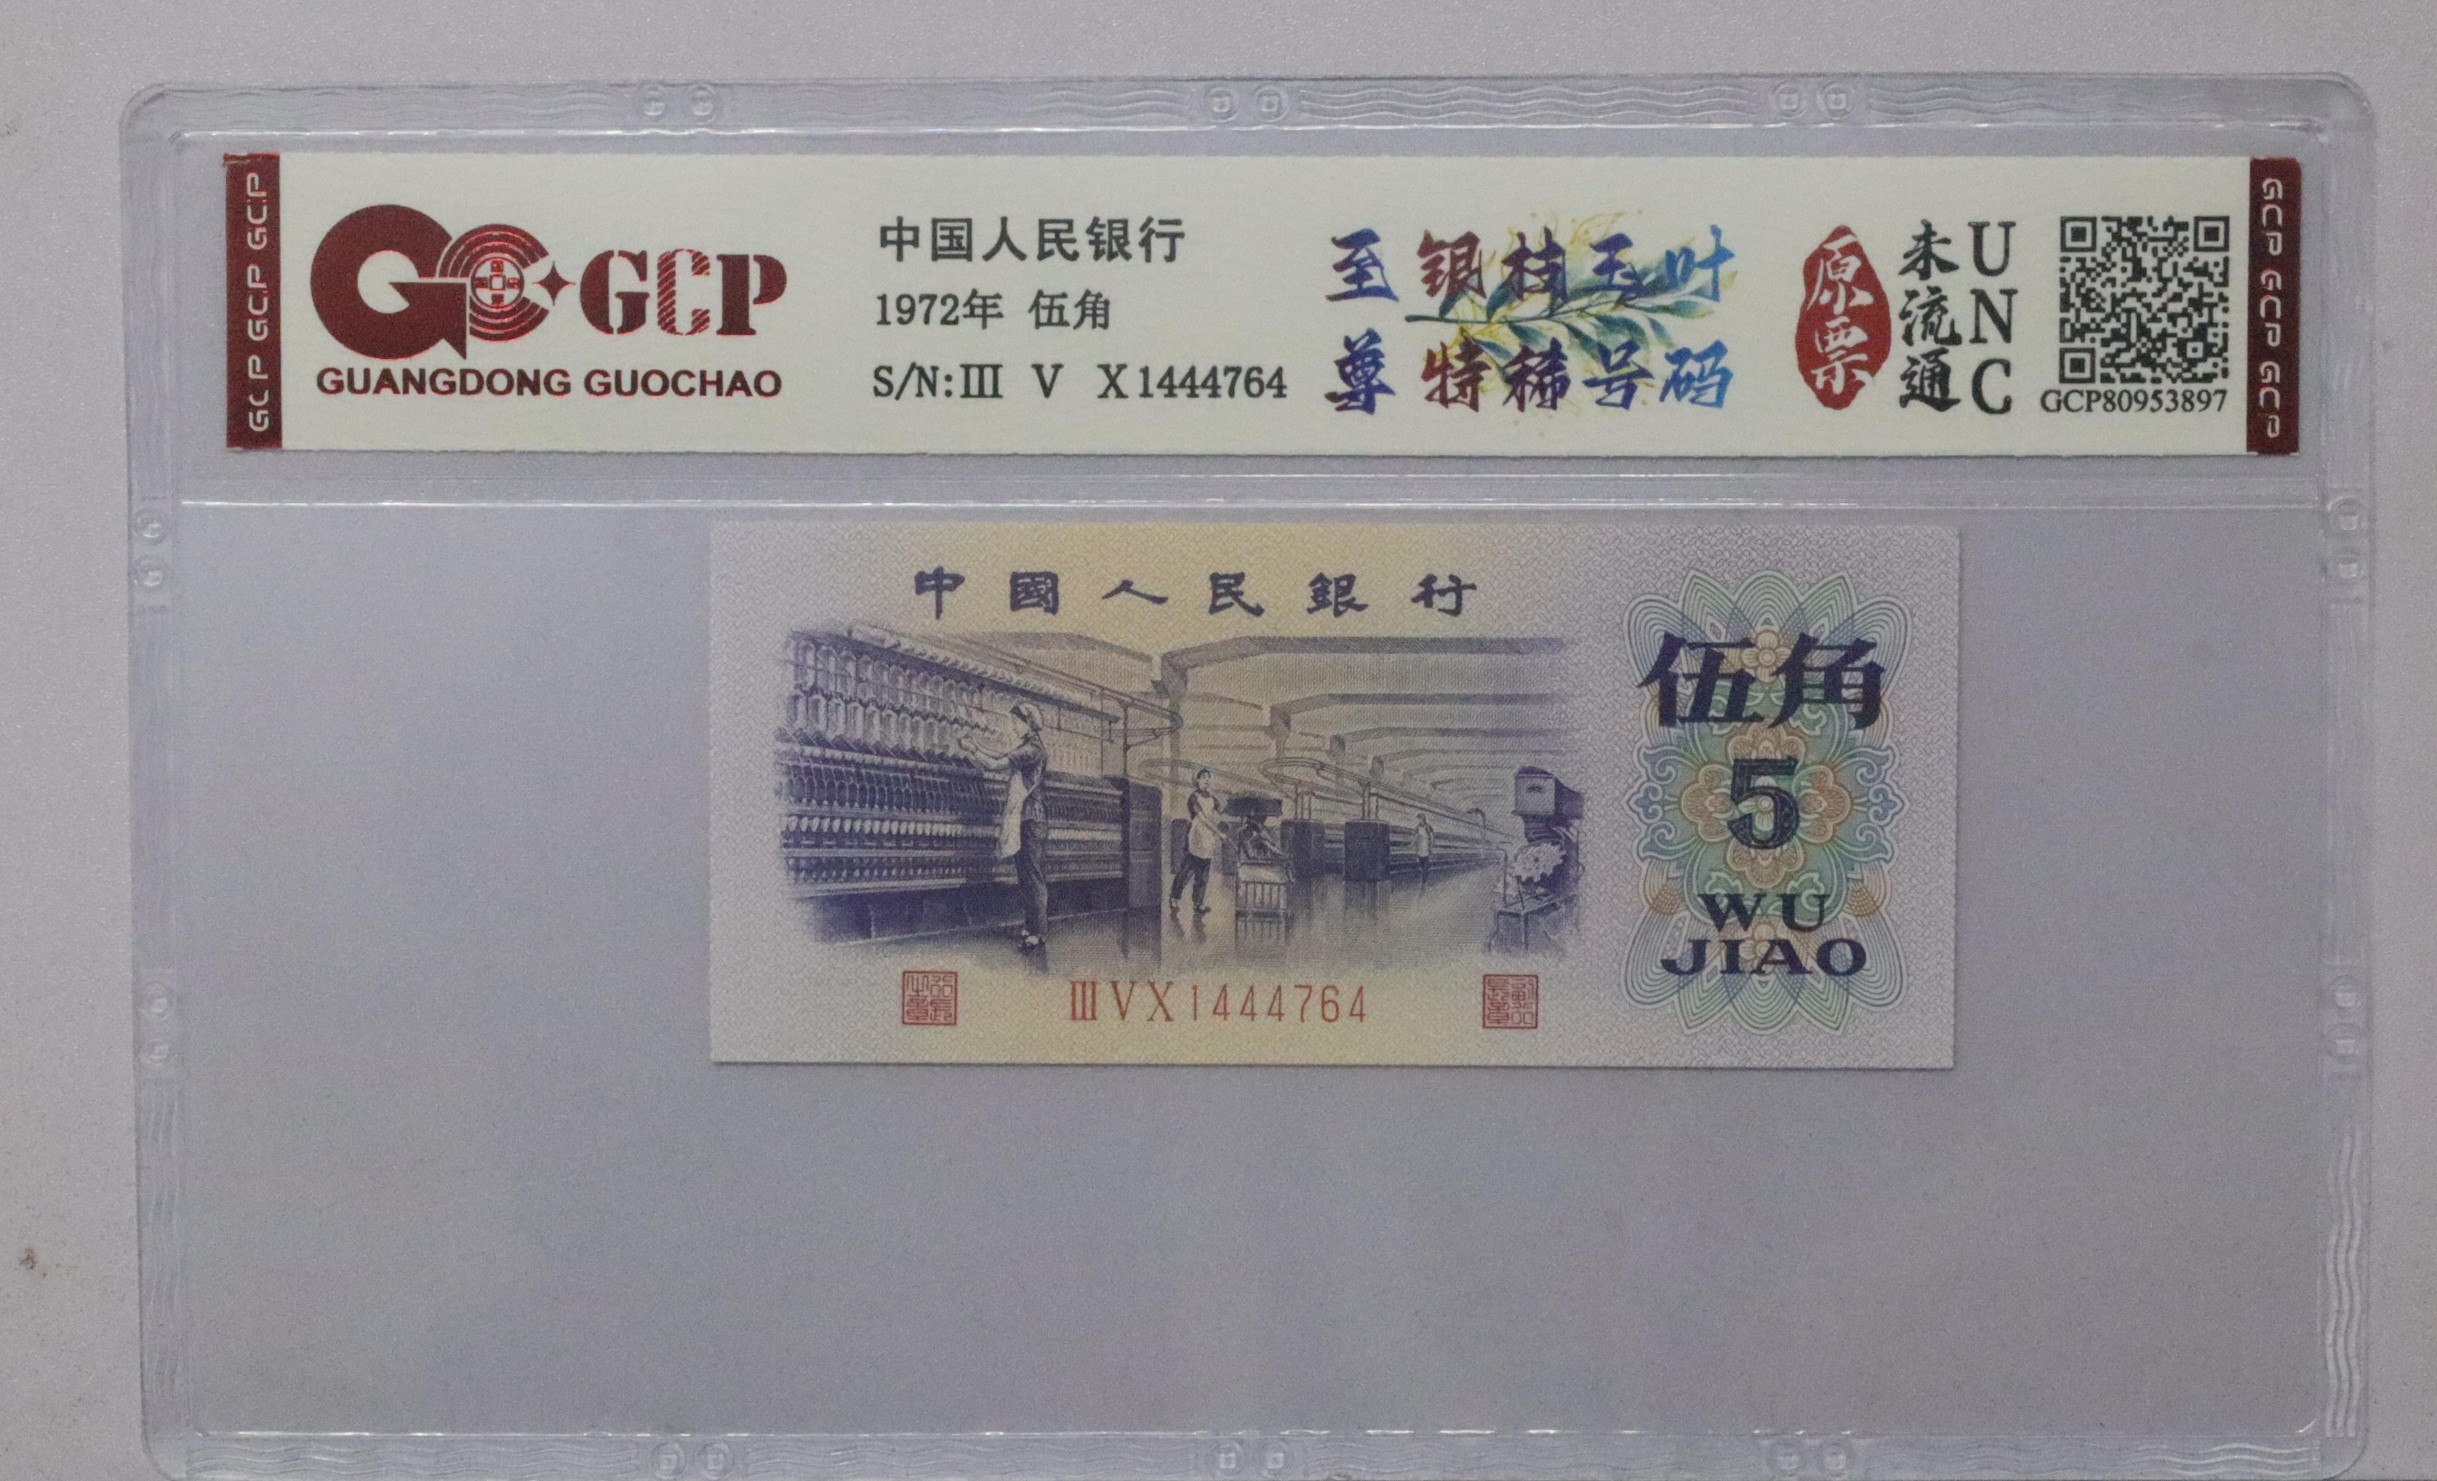 GCP GCP GCP
GCP
GUANGDONG GUOCHAO
中国人民银行
1972年 伍角
S/N:Ⅲ V X1444764
至尊
银枝玉叶
特稀号码
原票
未流通
UNC
GCP80953897
GCP GCP GCP
中國人民銀行
伍角
5
WU
JIAO
ⅢVX1444764